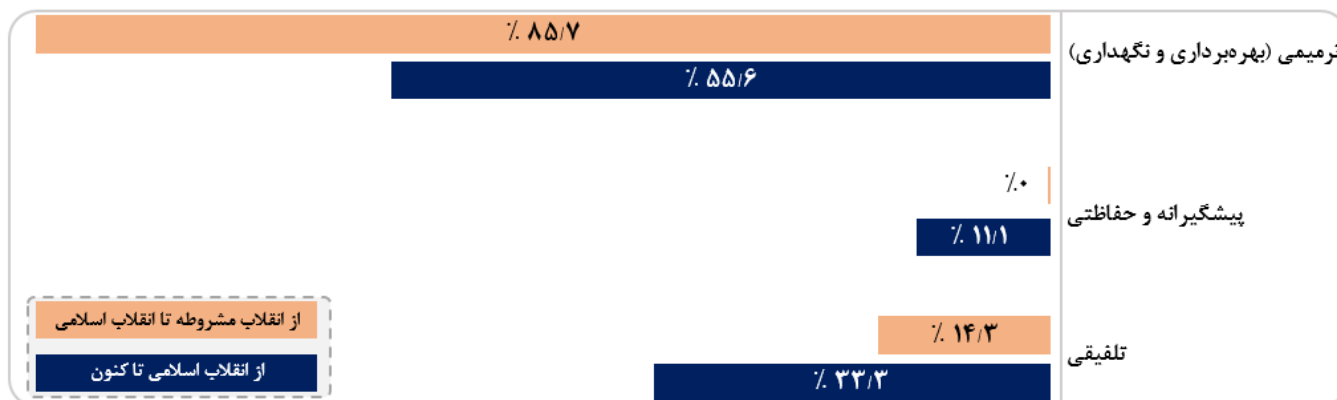 ترمیمی (بهره‌برداری و نگهداری)
٪ ۸۵/۷
٪ ۵۵/۶
پیشگیرانه و حفاظتی
٪۰
٪ ۱۱/۱
تلفیقی
٪ ۱۴/۳
٪ ۳۳/۳
از انقلاب مشروطه تا انقلاب اسلامی
از انقلاب اسلامی تا کنون